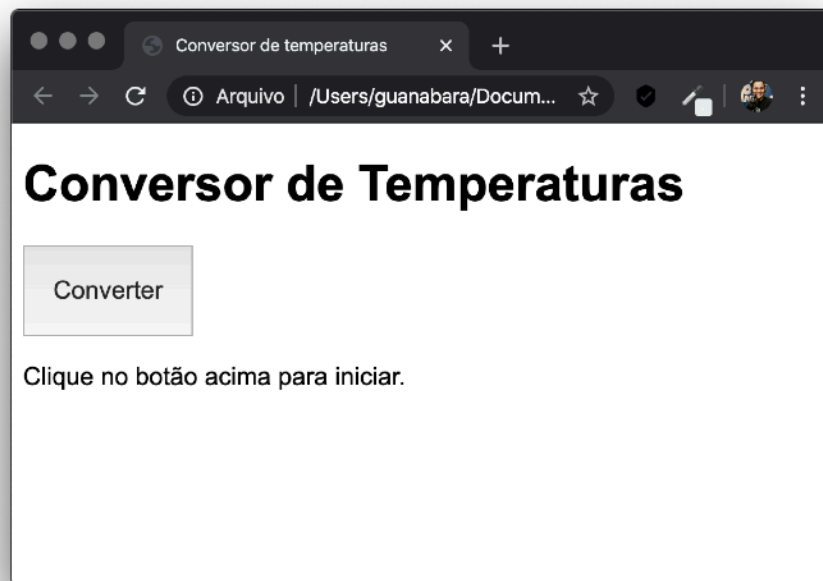 Conversor de temperaturas
Arquivo | /Users/guanabara/Docum...
Conversor de Temperaturas
Converter
Clique no botão acima para iniciar.